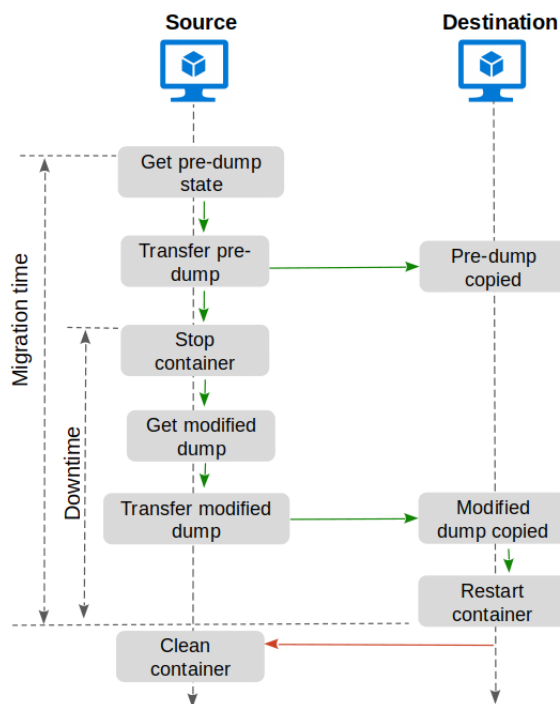 Source
Destination
Get pre-dump
state
Transfer pre-
dump
Pre-dump
copied
Migration time
Stop
container
Downtime
Get modified
dump
Transfer modified
dump
Modified
dump copied
Restart
container
Clean
container